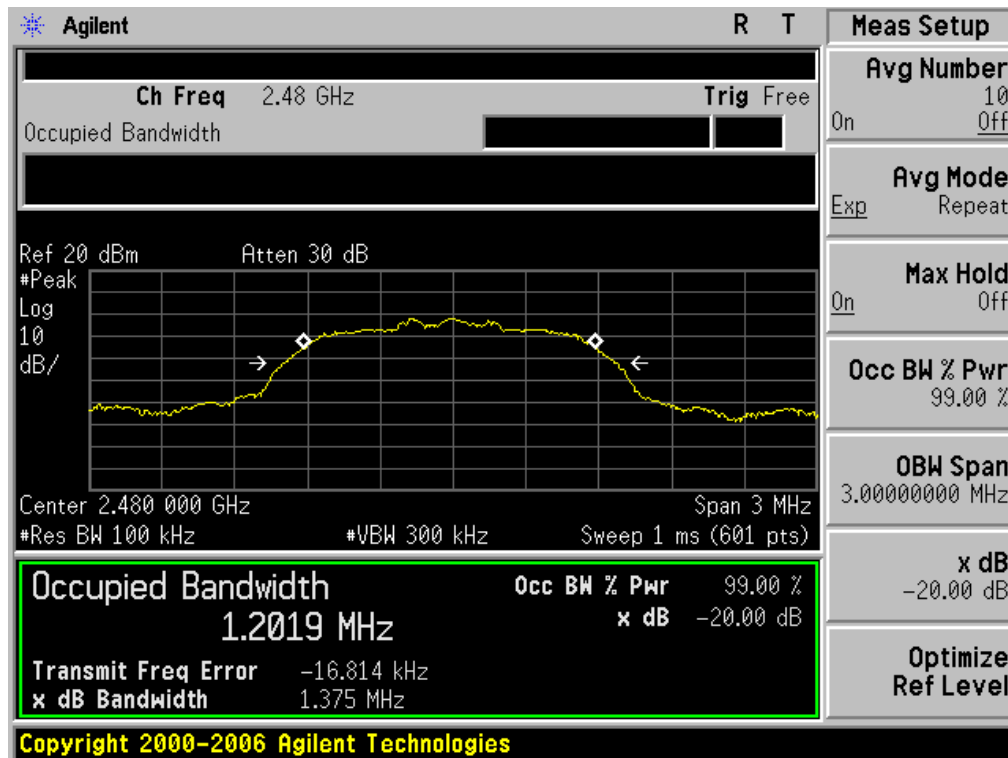 Agilent R T
Ch Freq 2.48 GHz Trig Free
Occupied Bandwidth
Ref 20 dBm Atten 30 dB
#Peak
Log
10
dB/
Center 2.480 000 GHz Span 3 MHz
#Res BW 100 kHz #VBW 300 kHz Sweep 1 ms (601 pts)
Occupied Bandwidth Occ BW % Pwr 99.00 %
1.2019 MHz x dB -20.00 dB
Transmit Freq Error -16.814 kHz
x dB Bandwidth 1.375 MHz
Copyright 2000-2006 Agilent Technologies
Meas Setup
Avg Number
10
On Off
Avg Mode
Exp Repeat
Max Hold
On Off
Occ BW % Pwr
99.00 %
OBW Span
3.00000000 MHz
x dB
-20.00 dB
Optimize
Ref Level